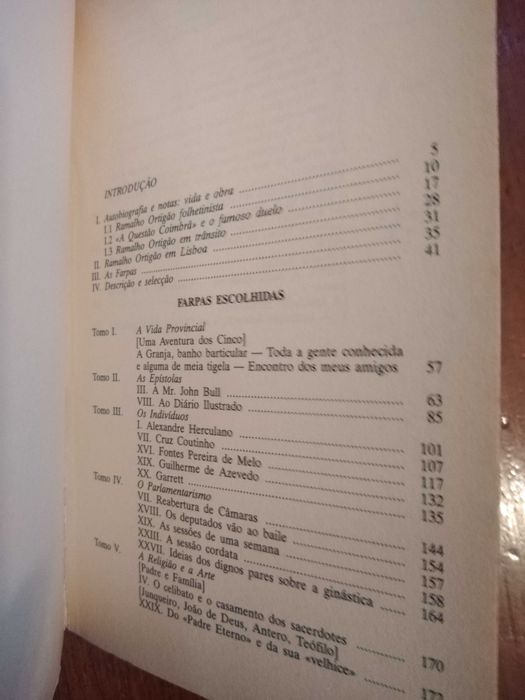 INTRODUÇÃO
I. Autobiografia e notas: vida e obra ........ 5
1.1 Ramalho Ortigão folhetinista ........ 10
1.2 «A Questão Coimbrã» e o famoso duelo ........ 17
1.3 Ramalho Ortigão em trânsito ........ 28
II. Ramalho Ortigão em Lisboa ........ 31
III. As Farpas ........ 35
IV. Descrição e selecção ........ 41
FARPAS ESCOLHIDAS
Tomo I. A Vida Provincial
[Uma Aventura dos Cinco]
A Granja, banho barticular — Toda a gente conhecida
e alguma de meia tigela — Encontro dos meus amigos 57
Tomo II. As Epístolas
III. A Mr. John Bull ........ 63
VIII. Ao Diário Ilustrado ........ 85
Tomo III. Os Indivíduos
I. Alexandre Herculano ........ 101
VII. Cruz Coutinho ........ 107
XVI. Fontes Pereira de Melo ........ 117
XIX. Guilherme de Azevedo ........ 132
XX. Garrett ........ 135
Tomo IV. O Parlamentarismo
VII. Reabertura de Câmaras ........ 144
XVIII. Os deputados vão ao baile ........ 154
XIX. As sessões de uma semana ........ 157
XXIII. A sessão cordata ........ 158
XXVII. Ideias dos dignos pares sobre a ginástica ........ 164
Tomo V. A Religião e a Arte
[Padre e Família]
IV. O celibato e o casamento dos sacerdotes ........ 170
[Junqueiro, João de Deus, Antero, Teófilo]
XXIX. Do «Padre Eterno» e da sua «velhice» ........